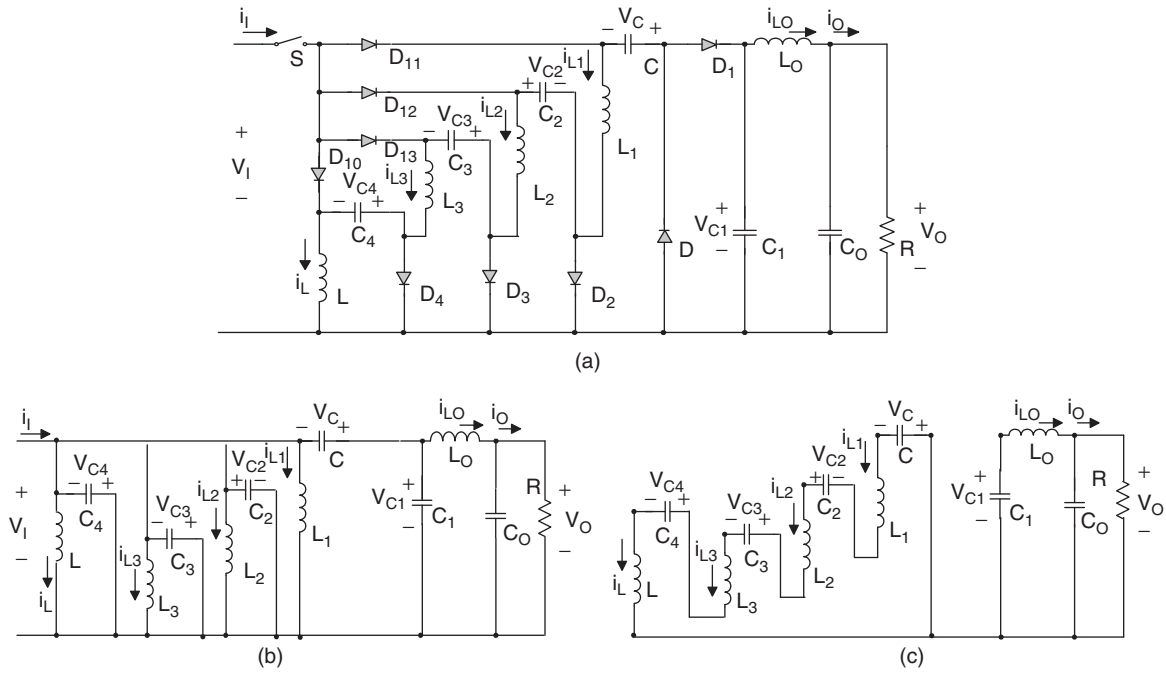 i_I
S
D_11
i_L1
− V_C +
C
D_1
i_LO
L_O
i_O
D_12
i_L2
+ V_C2 −
C_2
L_1
+
V_I
−
D_10
D_13
− V_C3 +
C_3
L_2
− V_C4 +
C_4
i_L3
L_3
i_L
L
D_4
D_3
D_2
D
V_C1 + −
C_1
C_O
R
+
V_O
−
(a)
i_I
− V_C +
C
i_LO
L_O
i_O
+
V_I
−
− V_C4 +
C_4
L
i_L
− V_C3 +
C_3
i_L3
L_3
+ V_C2 −
C_2
i_L2
L_2
i_L1
L_1
V_C1 + −
C_1
C_O
R
+
V_O
−
(b)
− V_C4 +
C_4
i_L
L
− V_C3 +
C_3
i_L3
L_3
+ V_C2 −
C_2
i_L2
L_2
− V_C +
C
i_L1
L_1
i_LO
L_O
i_O
V_C1 + −
C_1
C_O
R
+
V_O
−
(c)